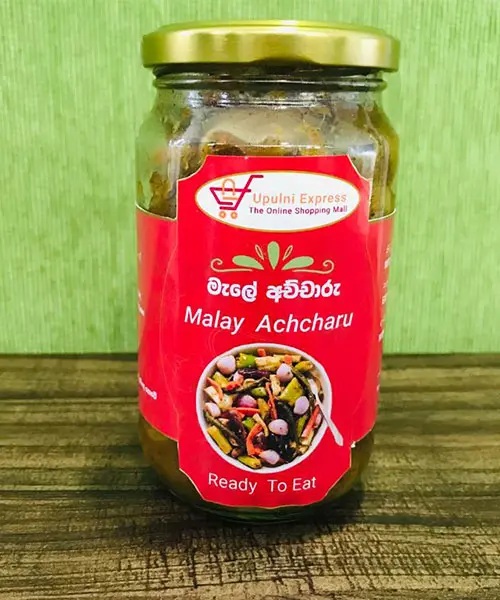 Upulni Express
The Online Shopping Mall
මැලේ අච්චාරු
Malay Achcharu
Ready To Eat